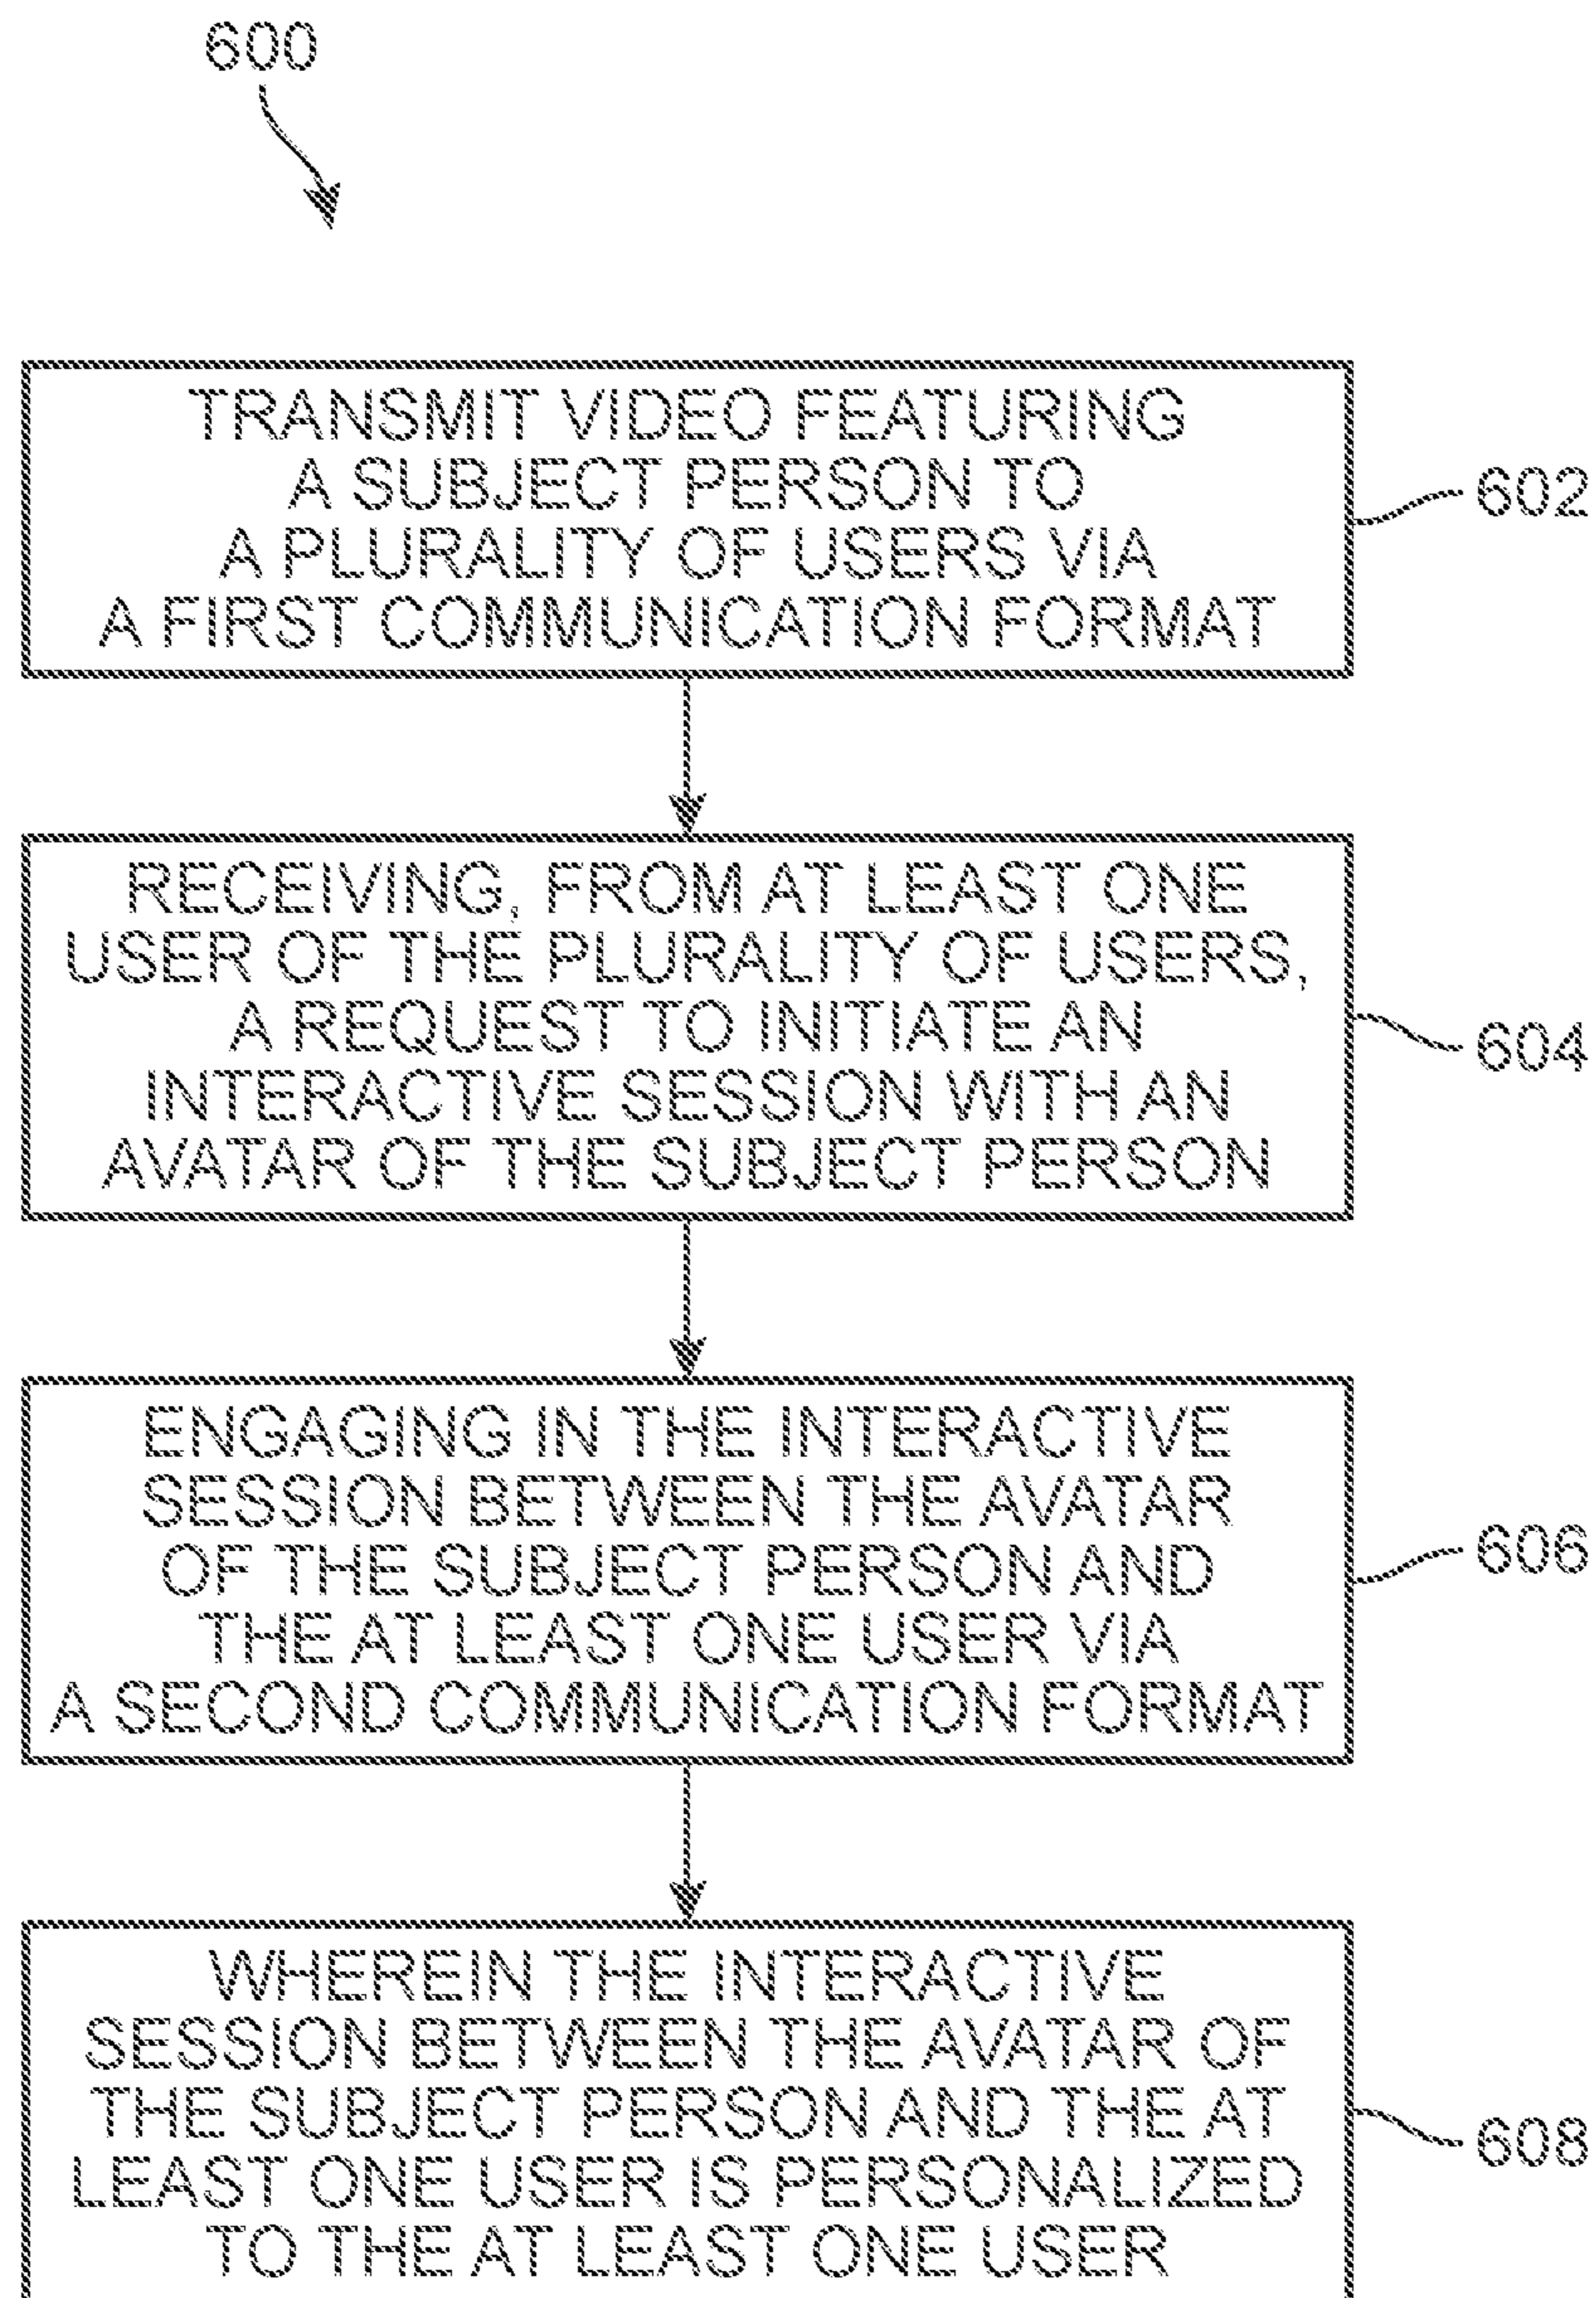 600
TRANSMIT VIDEO FEATURING
A SUBJECT PERSON TO
A PLURALITY OF USERS VIA
A FIRST COMMUNICATION FORMAT
602
RECEIVING, FROM AT LEAST ONE
USER OF THE PLURALITY OF USERS,
A REQUEST TO INITIATE AN
INTERACTIVE SESSION WITH AN
AVATAR OF THE SUBJECT PERSON
604
ENGAGING IN THE INTERACTIVE
SESSION BETWEEN THE AVATAR
OF THE SUBJECT PERSON AND
THE AT LEAST ONE USER VIA
A SECOND COMMUNICATION FORMAT
606
WHEREIN THE INTERACTIVE
SESSION BETWEEN THE AVATAR OF
THE SUBJECT PERSON AND THE AT
LEAST ONE USER IS PERSONALIZED
TO THE AT LEAST ONE USER
608